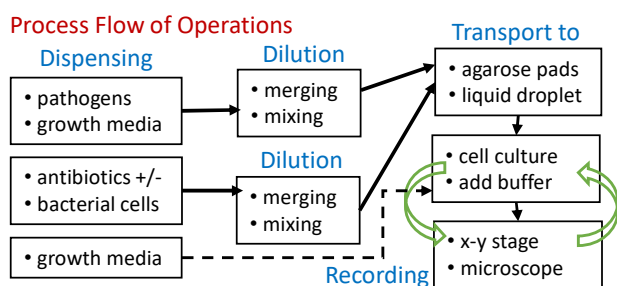 Process Flow of Operations
Dispensing
• pathogens
• growth media
• antibiotics +/-
• bacterial cells
• growth media
Dilution
• merging
• mixing
Dilution
• merging
• mixing
Transport to
• agarose pads
• liquid droplet
• cell culture
• add buffer
• x-y stage
• microscope
Recording